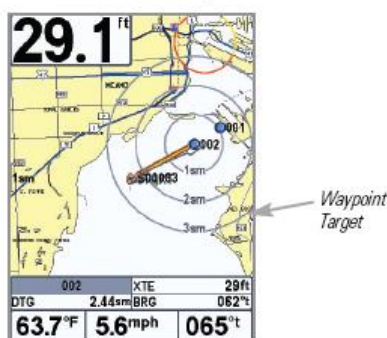 29.1 ft
001
002
1sm
1sm
2sm
3sm
Waypoint
Target
002 XTE 29ft
DTG 2.44sm BRG 062°t
63.7°F 5.6mph 065°t